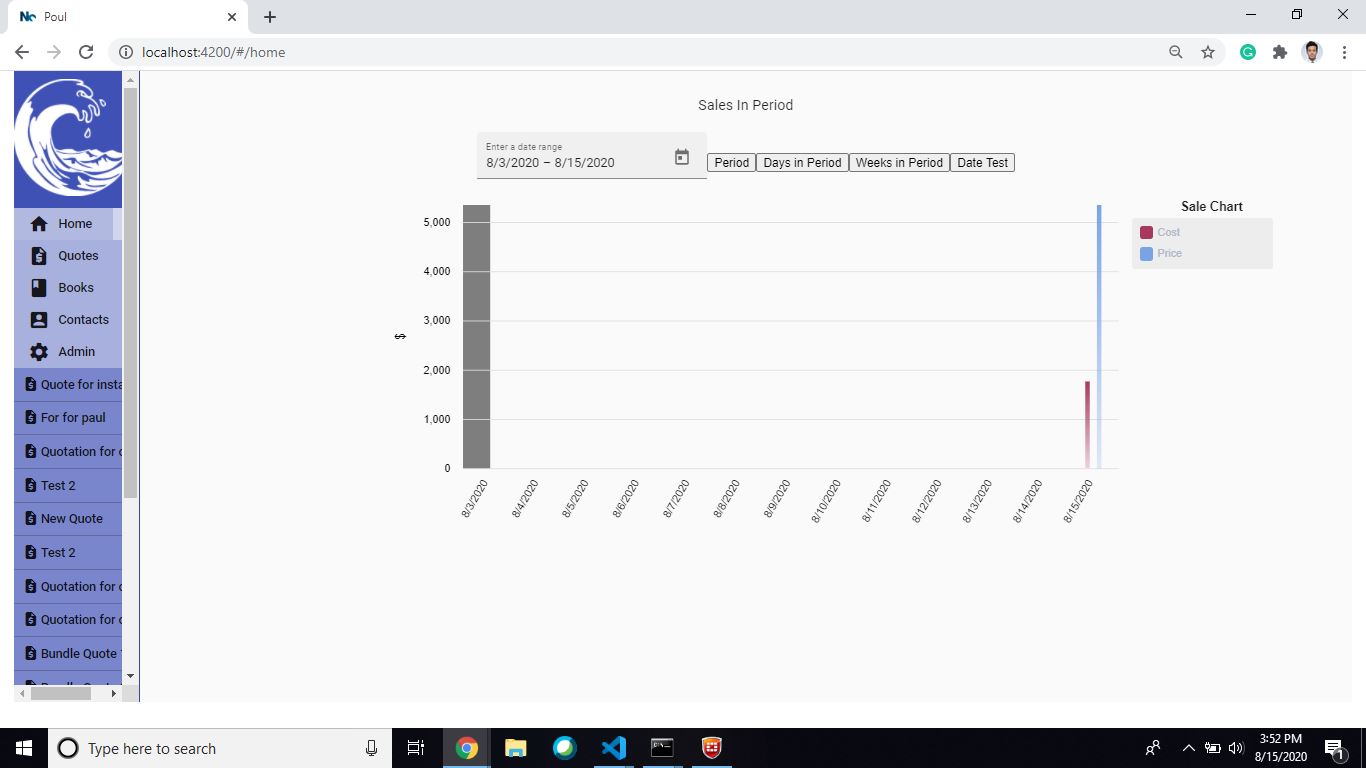 Poul
localhost:4200/#/home
Sales In Period
Enter a date range
8/3/2020 – 8/15/2020
Period
Days in Period
Weeks in Period
Date Test
Home
Quotes
Books
Contacts
Admin
Quote for insta
For for paul
Quotation for c
Test 2
New Quote
Test 2
Quotation for c
Quotation for c
Bundle Quote
$
5,000
4,000
3,000
2,000
1,000
0
8/3/2020
8/4/2020
8/5/2020
8/6/2020
8/7/2020
8/8/2020
8/9/2020
8/10/2020
8/11/2020
8/12/2020
8/13/2020
8/14/2020
8/15/2020
Sale Chart
Cost
Price
Type here to search
3:52 PM
8/15/2020
1